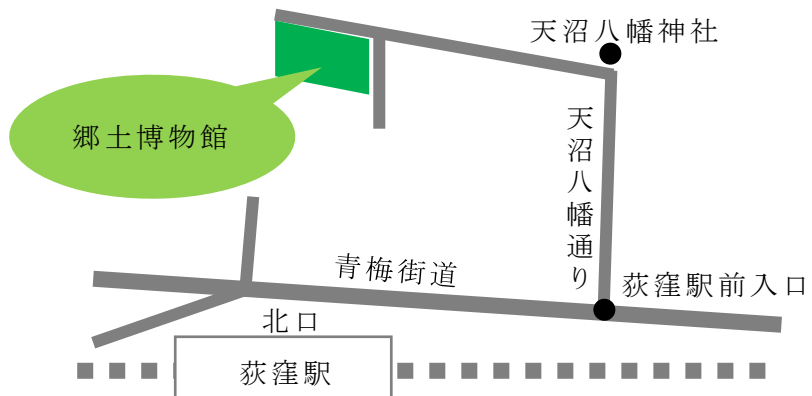 天沼八幡神社
郷土博物館
天沼八幡通り
青梅街道
荻窪駅前入口
北口
荻窪駅